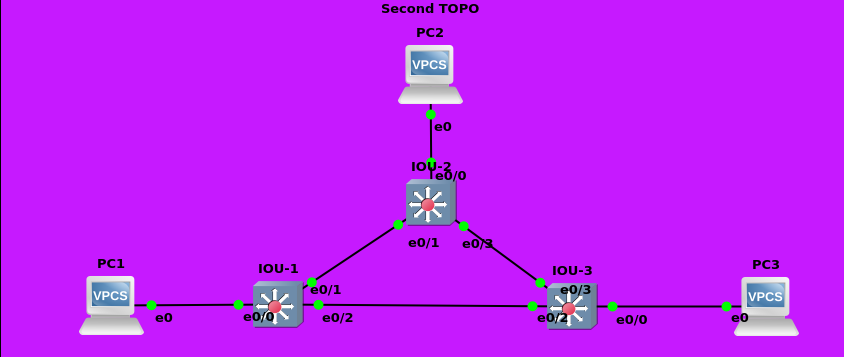 Second TOPO
PC2
VPCS
e0
IOU-2
e0/0
e0/1
e0/3
PC1
VPCS
e0
IOU-1
e0/0
e0/1
e0/2
IOU-3
e0/3
e0/2
e0/0
PC3
VPCS
e0